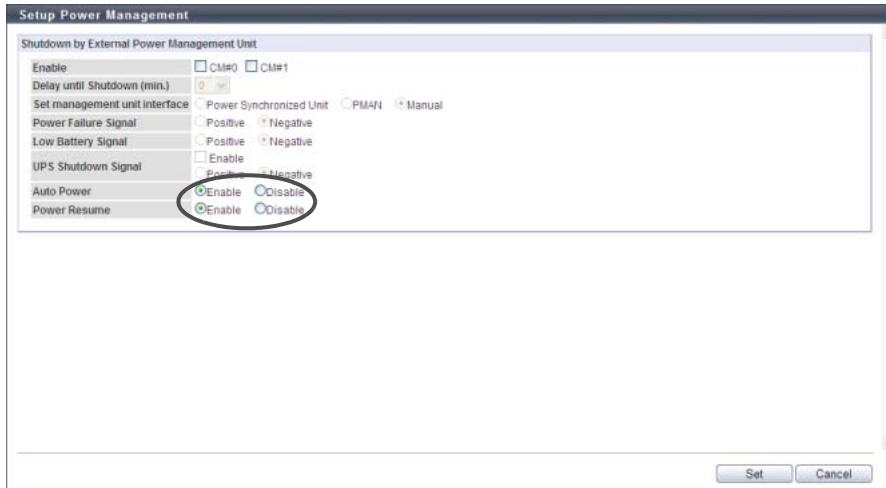 Setup Power Management
Shutdown by External Power Management Unit
Enable CM#0 CM#1
Delay until Shutdown (min.) 0
Set management unit interface Power Synchronized Unit PMAN Manual
Power Failure Signal Positive Negative
Low Battery Signal Positive Negative
UPS Shutdown Signal Enable
Positive Negative
Auto Power Enable Disable
Power Resume Enable Disable
Set Cancel